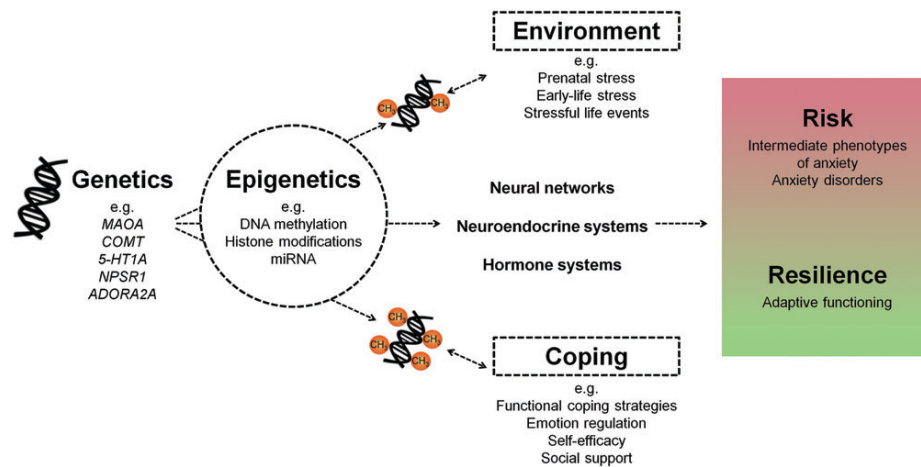 Environment
e.g.
Prenatal stress
Early-life stress
Stressful life events
CH3
CH3
Genetics
e.g.
MAOA
COMT
5-HT1A
NPSR1
ADORA2A
Epigenetics
e.g.
DNA methylation
Histone modifications
miRNA
Neural networks
Neuroendocrine systems
Hormone systems
CH3
CH3
CH3
CH3
Coping
e.g.
Functional coping strategies
Emotion regulation
Self-efficacy
Social support
Risk
Intermediate phenotypes
of anxiety
Anxiety disorders
Resilience
Adaptive functioning